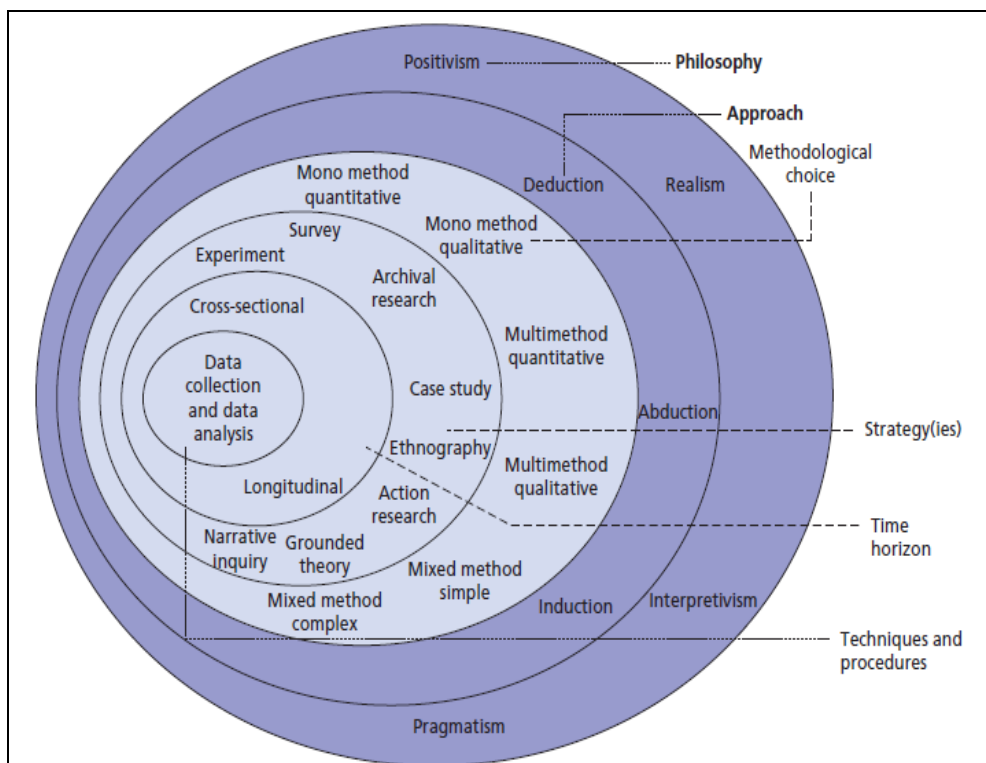 Positivism
Philosophy
Approach
Methodological
choice
Mono method
quantitative
Deduction
Realism
Survey
Mono method
qualitative
Experiment
Archival
research
Cross-sectional
Multimethod
quantitative
Data
collection
and data
analysis
Case study
Abduction
Strategy(ies)
Ethnography
Multimethod
qualitative
Longitudinal
Action
research
Time
horizon
Narrative
inquiry
Grounded
theory
Mixed method
simple
Mixed method
complex
Induction
Interpretivism
Techniques and
procedures
Pragmatism